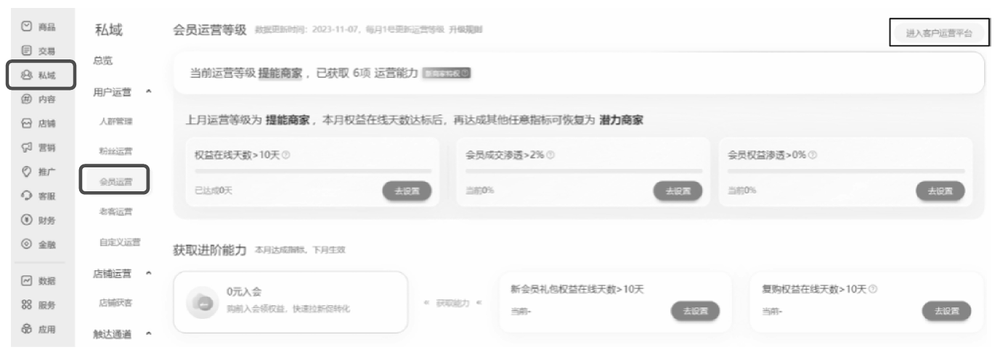 商品
交易
私域
内容
店铺
营销
推广
客服
财务
金融
数据
服务
应用
私域
总览
用户运营
人群管理
粉丝运营
会员运营
老客运营
自定义运营
店铺运营
店铺获客
触达通道
会员运营等级 数据更新时间：2023-11-07，每月1号更新运营等级 升级规则
进入客户运营平台
当前运营等级 提能商家 ，已获取 6项 运营能力 新商家特权
上月运营等级为 提能商家 ，本月权益在线天数达标后，再达成其他任意指标可恢复为 潜力商家
权益在线天数>10天
已达成0天 去设置
会员成交渗透>2%
当前0% 去设置
会员权益渗透>0%
当前0% 去设置
获取进阶能力 本月达成指标，下月生效
0元入会
购前入会领权益，快速拉新促转化
« 获取能力 «
新会员礼包权益在线天数>10天
当前- 去设置
复购权益在线天数>10天
当前- 去设置